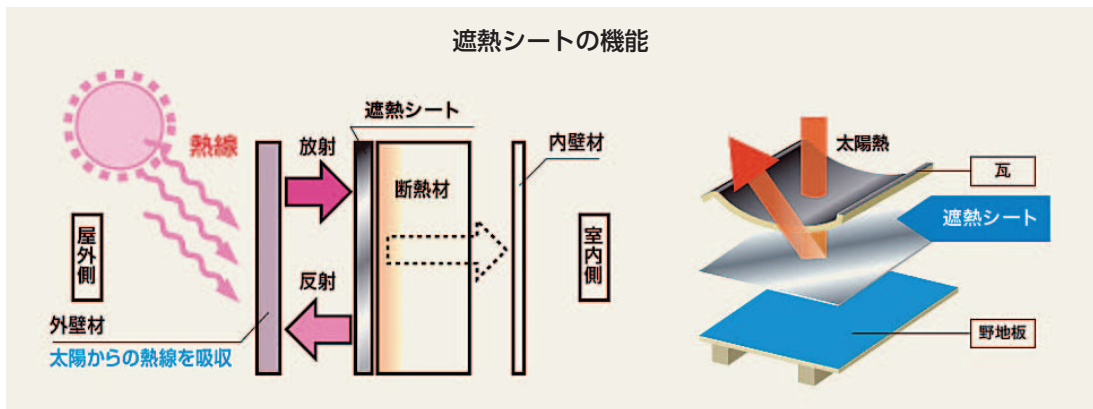 遮熱シートの機能
熱線
屋外側
外壁材
太陽からの熱線を吸収
放射
反射
遮熱シート
断熱材
内壁材
室内側
太陽熱
瓦
遮熱シート
野地板